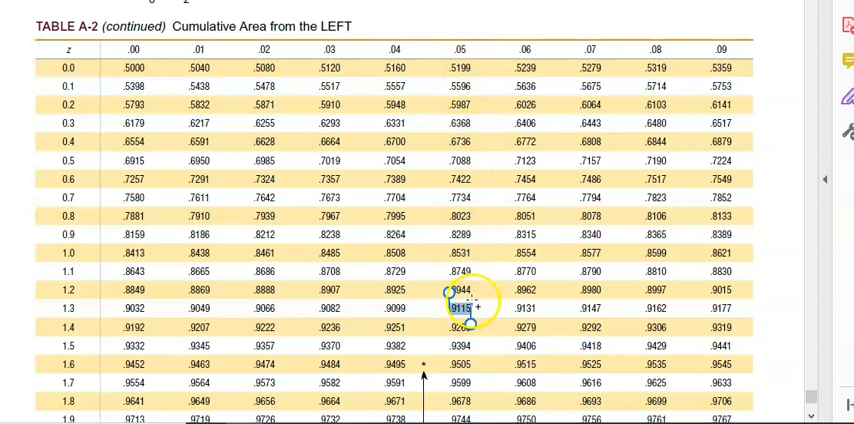 TABLE A-2 (continued) Cumulative Area from the LEFT
z .00 .01 .02 .03 .04 .05 .06 .07 .08 .09
0.0 .5000 .5040 .5080 .5120 .5160 .5199 .5239 .5279 .5319 .5359
0.1 .5398 .5438 .5478 .5517 .5557 .5596 .5636 .5675 .5714 .5753
0.2 .5793 .5832 .5871 .5910 .5948 .5987 .6026 .6064 .6103 .6141
0.3 .6179 .6217 .6255 .6293 .6331 .6368 .6406 .6443 .6480 .6517
0.4 .6554 .6591 .6628 .6664 .6700 .6736 .6772 .6808 .6844 .6879
0.5 .6915 .6950 .6985 .7019 .7054 .7088 .7123 .7157 .7190 .7224
0.6 .7257 .7291 .7324 .7357 .7389 .7422 .7454 .7486 .7517 .7549
0.7 .7580 .7611 .7642 .7673 .7704 .7734 .7764 .7794 .7823 .7852
0.8 .7881 .7910 .7939 .7967 .7995 .8023 .8051 .8078 .8106 .8133
0.9 .8159 .8186 .8212 .8238 .8264 .8289 .8315 .8340 .8365 .8389
1.0 .8413 .8438 .8461 .8485 .8508 .8531 .8554 .8577 .8599 .8621
1.1 .8643 .8665 .8686 .8708 .8729 .8749 .8770 .8790 .8810 .8830
1.2 .8849 .8869 .8888 .8907 .8925 .8944 .8962 .8980 .8997 .9015
1.3 .9032 .9049 .9066 .9082 .9099 .9115 .9131 .9147 .9162 .9177
1.4 .9192 .9207 .9222 .9236 .9251 .9279 .9292 .9306 .9319
1.5 .9332 .9345 .9357 .9370 .9382 .9394 .9406 .9418 .9429 .9441
1.6 .9452 .9463 .9474 .9484 .9495 * .9505 .9515 .9525 .9535 .9545
1.7 .9554 .9564 .9573 .9582 .9591 .9599 .9608 .9616 .9625 .9633
1.8 .9641 .9649 .9656 .9664 .9671 .9678 .9686 .9693 .9699 .9706
1.9 .9713 .9719 .9726 .9732 .9738 .9744 .9750 .9756 .9761 .9767